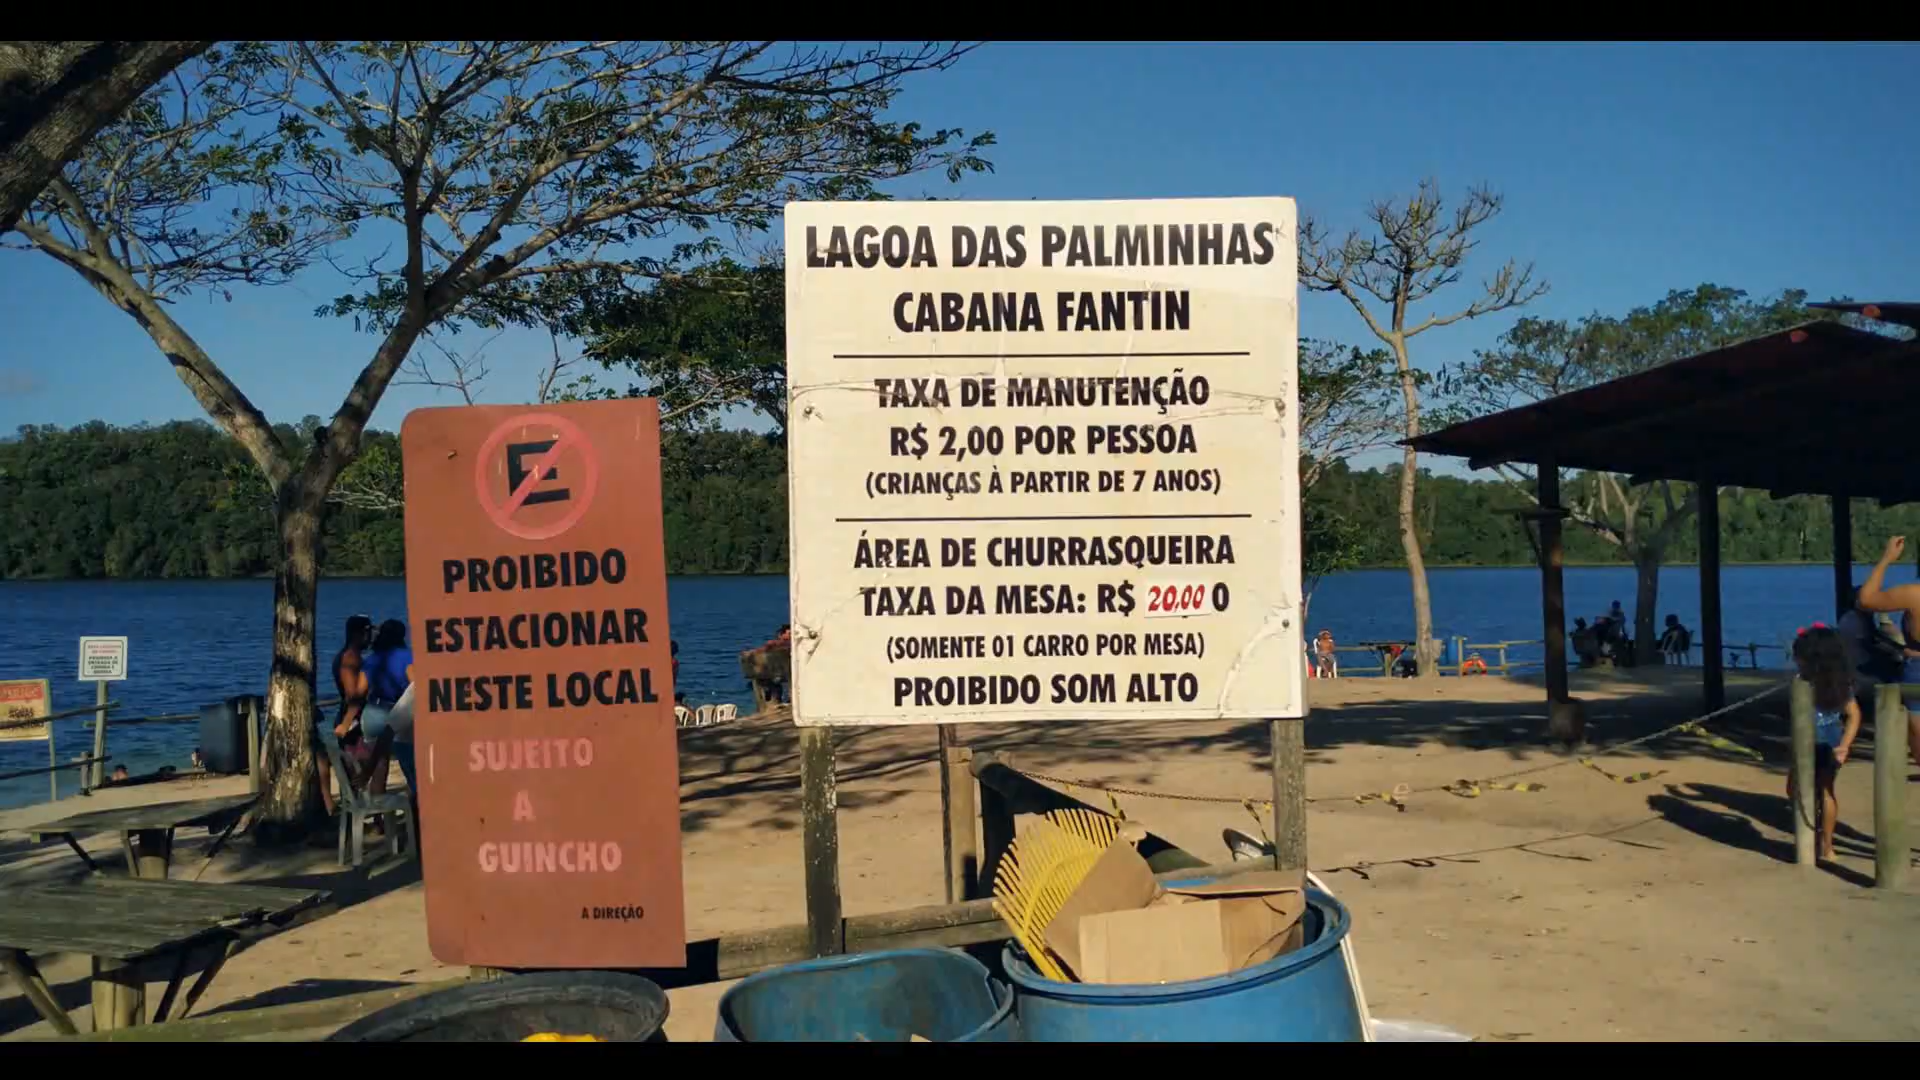 E
PROIBIDO
ESTACIONAR
NESTE LOCAL
SUJEITO
A
GUINCHO
A DIREÇÃO
LAGOA DAS PALMINHAS
CABANA FANTIN
TAXA DE MANUTENÇÃO
R$ 2,00 POR PESSOA
(CRIANÇAS À PARTIR DE 7 ANOS)
ÁREA DE CHURRASQUEIRA
TAXA DA MESA: R$ 20,00 0
(SOMENTE 01 CARRO POR MESA)
PROIBIDO SOM ALTO